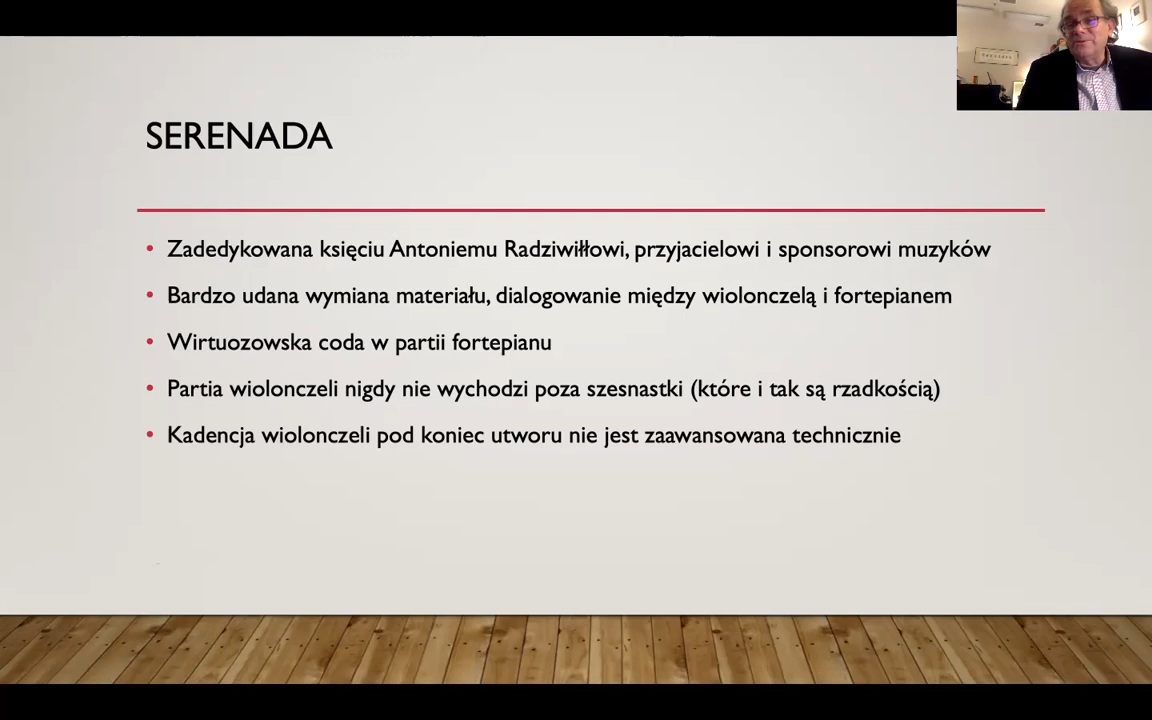 SERENADA
• Zadedykowana księciu Antoniemu Radziwiłłowi, przyjacielowi i sponsorowi muzyków
• Bardzo udana wymiana materiału, dialogowanie między wiolonczelą i fortepianem
• Wirtuozowska coda w partii fortepianu
• Partia wiolonczeli nigdy nie wychodzi poza szesnastki (które i tak są rzadkością)
• Kadencja wiolonczeli pod koniec utworu nie jest zaawansowana technicznie